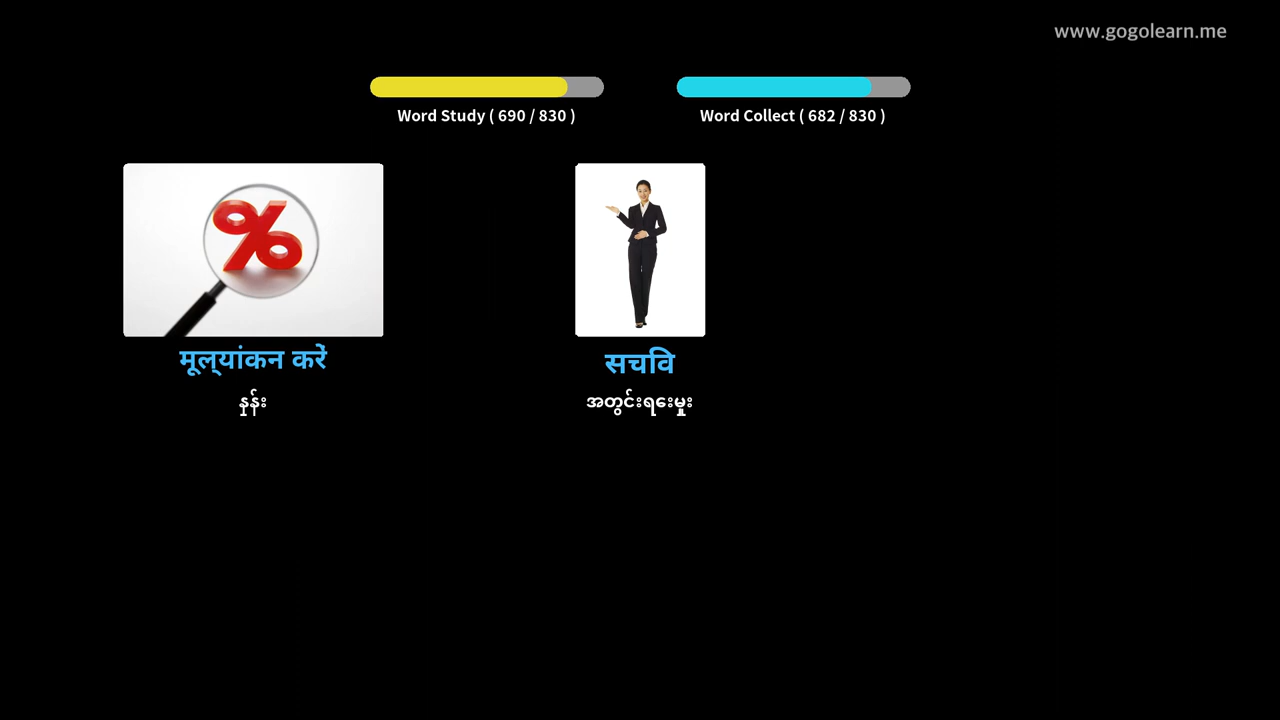 www.gogolearn.me
Word Study ( 690 / 830 )
Word Collect ( 682 / 830 )
मूल्यांकन करें
နှုန်း
सचिव
အတွင်းရေးမှူး